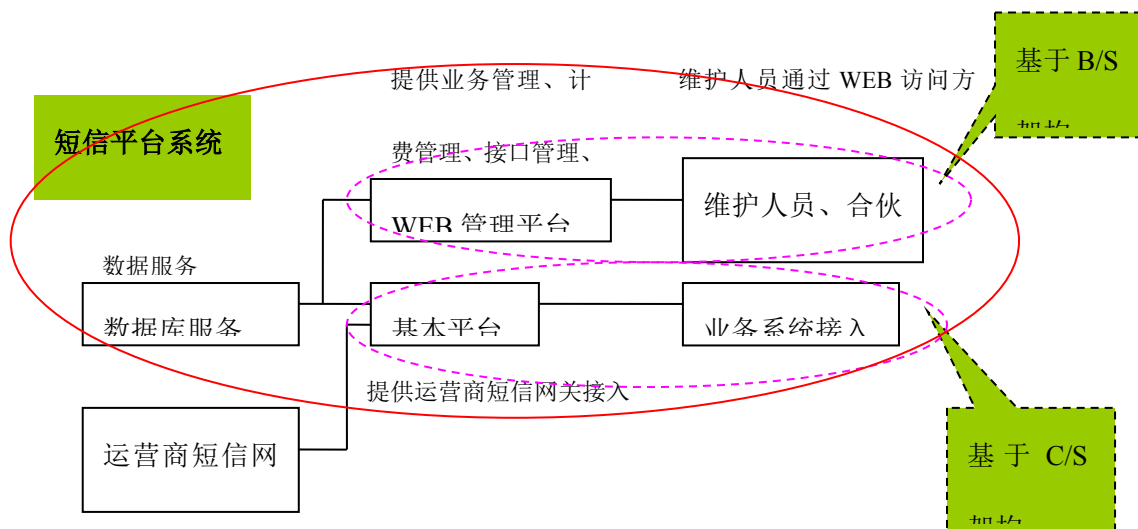 基于 B/S
架构
提供业务管理、计
维护人员通过 WEB 访问方
短信平台系统
费管理、接口管理、
WEB 管理平台
维护人员、合伙
数据服务
数据库服务
基本平台
业务系统接入
提供运营商短信网关接入
运营商短信网
基于 C/S
架构